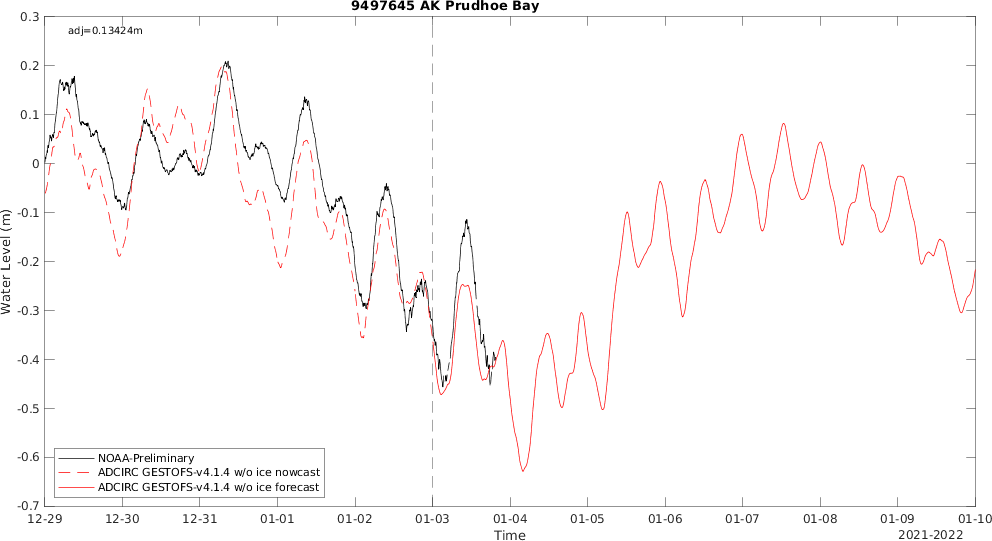 9497645 AK Prudhoe Bay
adj=0.13424m
0.3
0.2
0.1
0
-0.1
-0.2
-0.3
-0.4
-0.5
-0.6
-0.7
Water Level (m)
NOAA-Preliminary
ADCIRC GESTOFS-v4.1.4 w/o ice nowcast
ADCIRC GESTOFS-v4.1.4 w/o ice forecast
12-29 12-30 12-31 01-01 01-02 01-03 01-04 01-05 01-06 01-07 01-08 01-09 01-10
Time
2021-2022